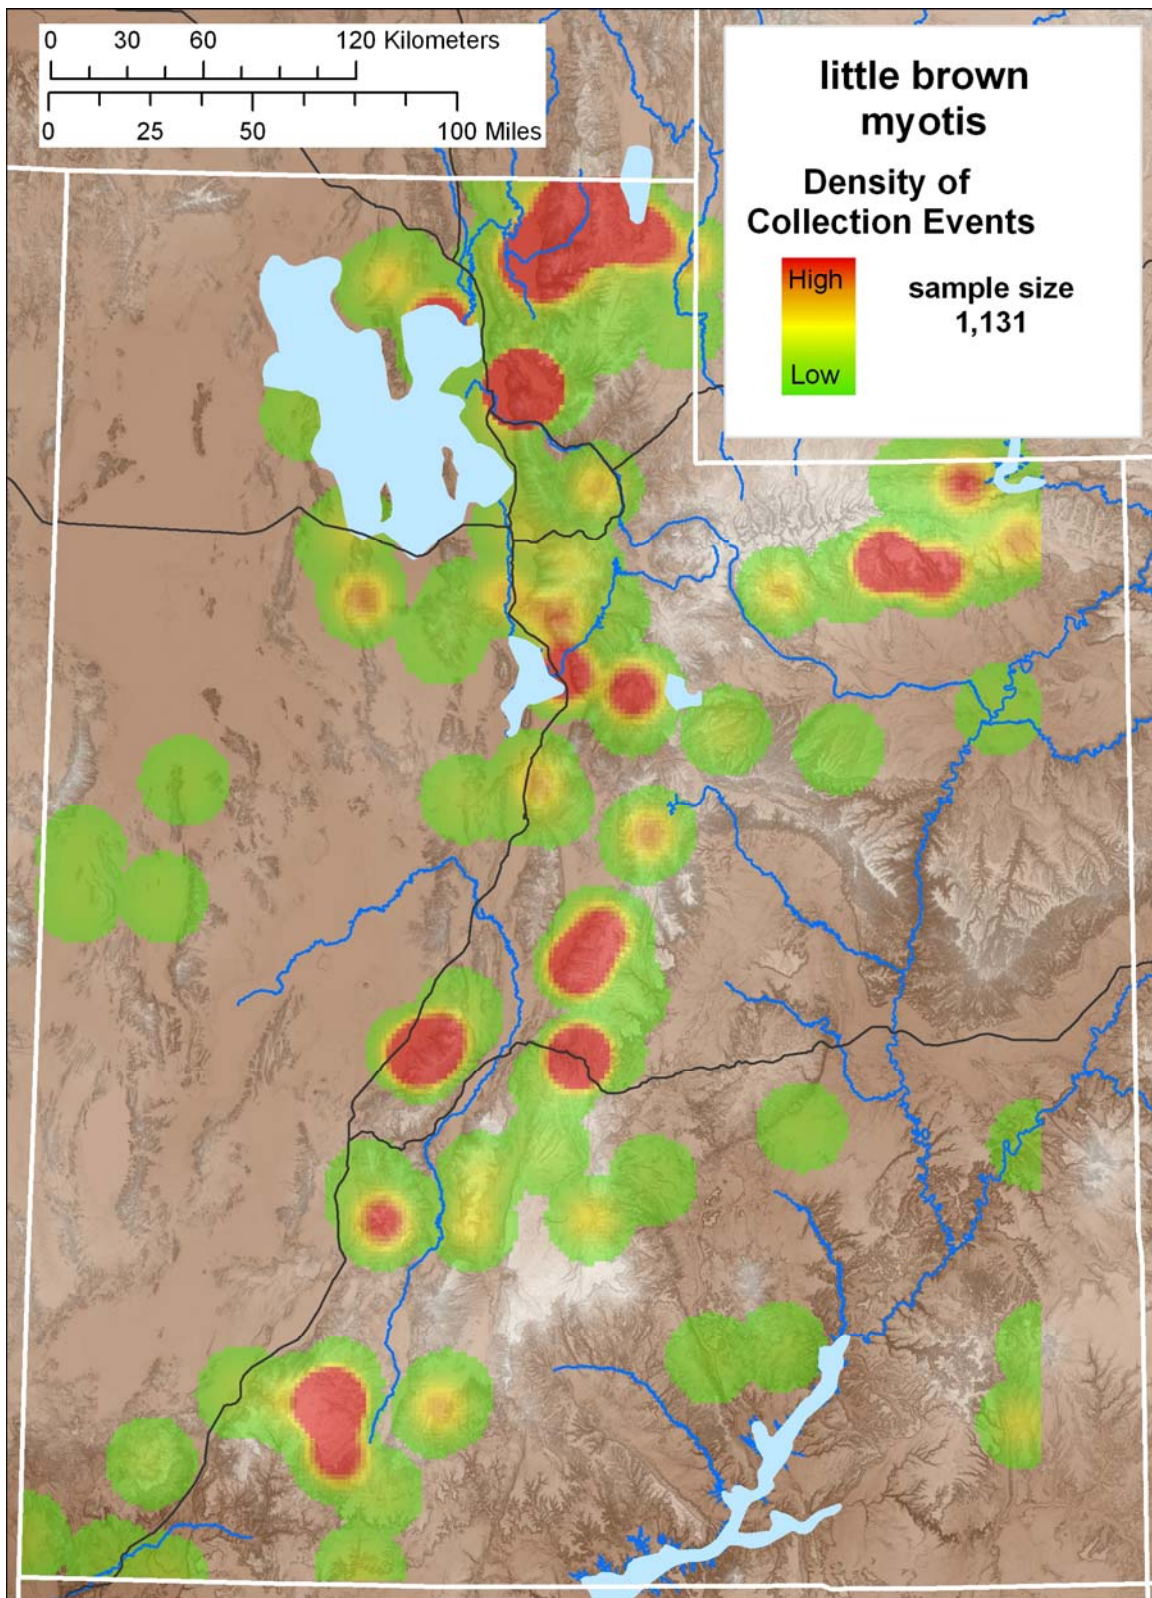 0 30 60 120 Kilometers
0 25 50 100 Miles
little brown
myotis
Density of
Collection Events
High
Low
sample size
1,131